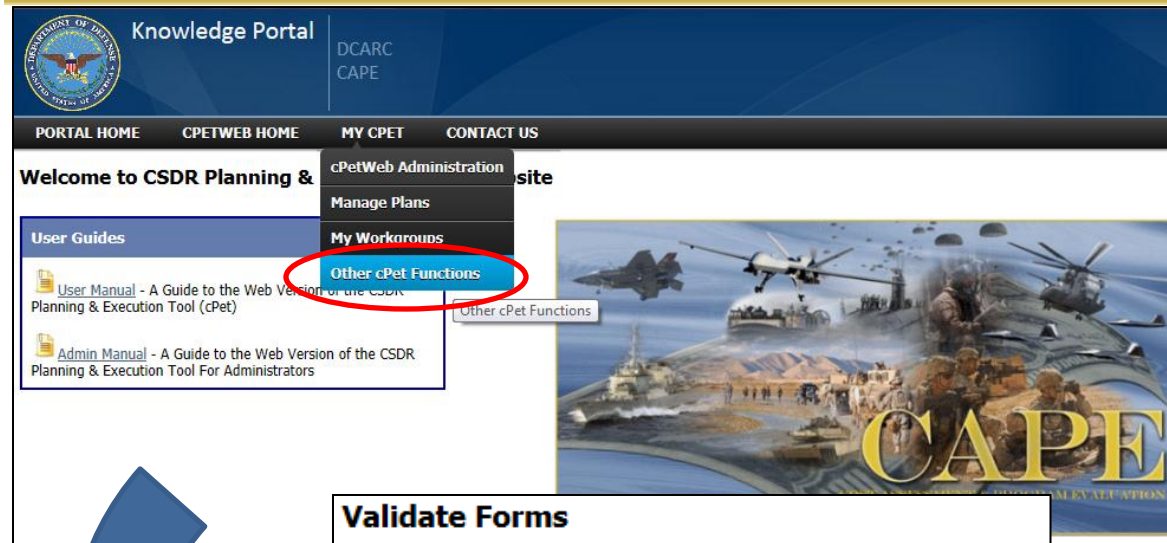 Knowledge Portal
DCARC
CAPE
PORTAL HOME CPETWEB HOME MY CPET CONTACT US
Welcome to CSDR Planning & site
cPetWeb Administration
Manage Plans
My Workgroups
Other cPet Functions
Other cPet Functions
User Guides
User Manual - A Guide to the Web Version of the CSDR
Planning & Execution Tool (cPet)
Admin Manual - A Guide to the Web Version of the CSDR
Planning & Execution Tool For Administrators
CAPE
Validate Forms